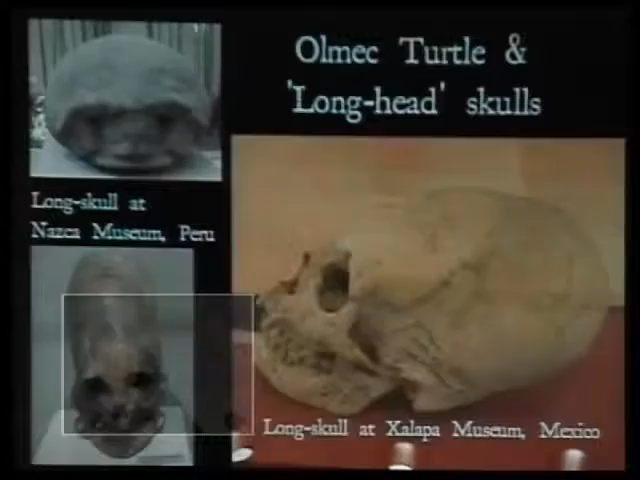 Olmec Turtle &
'Long-head' skulls
Long-skull at
Nazca Museum, Peru
Long-skull at Xalapa Museum, Mexico